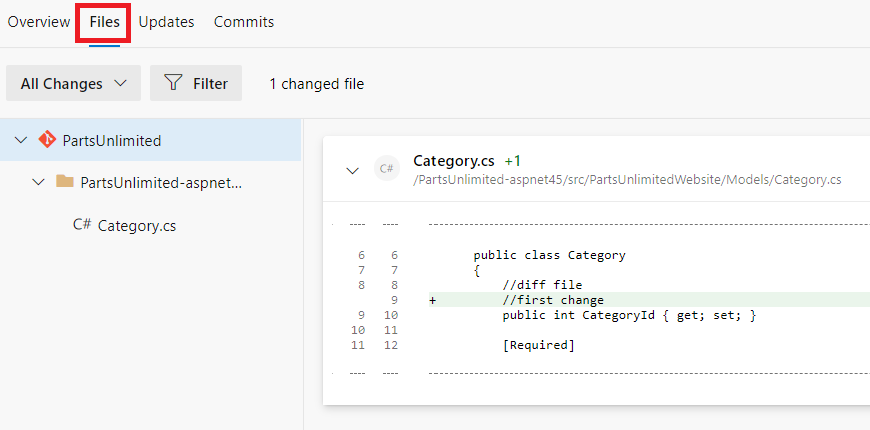 Overview Files Updates Commits
All Changes Filter 1 changed file
PartsUnlimited
PartsUnlimited-aspnet...
C# Category.cs
C# Category.cs +1
/PartsUnlimited-aspnet45/src/PartsUnlimitedWebsite/Models/Category.cs
6 6 public class Category
7 7 {
8 8 //diff file
9 + //first change
9 10 public int CategoryId { get; set; }
10 11
11 12 [Required]